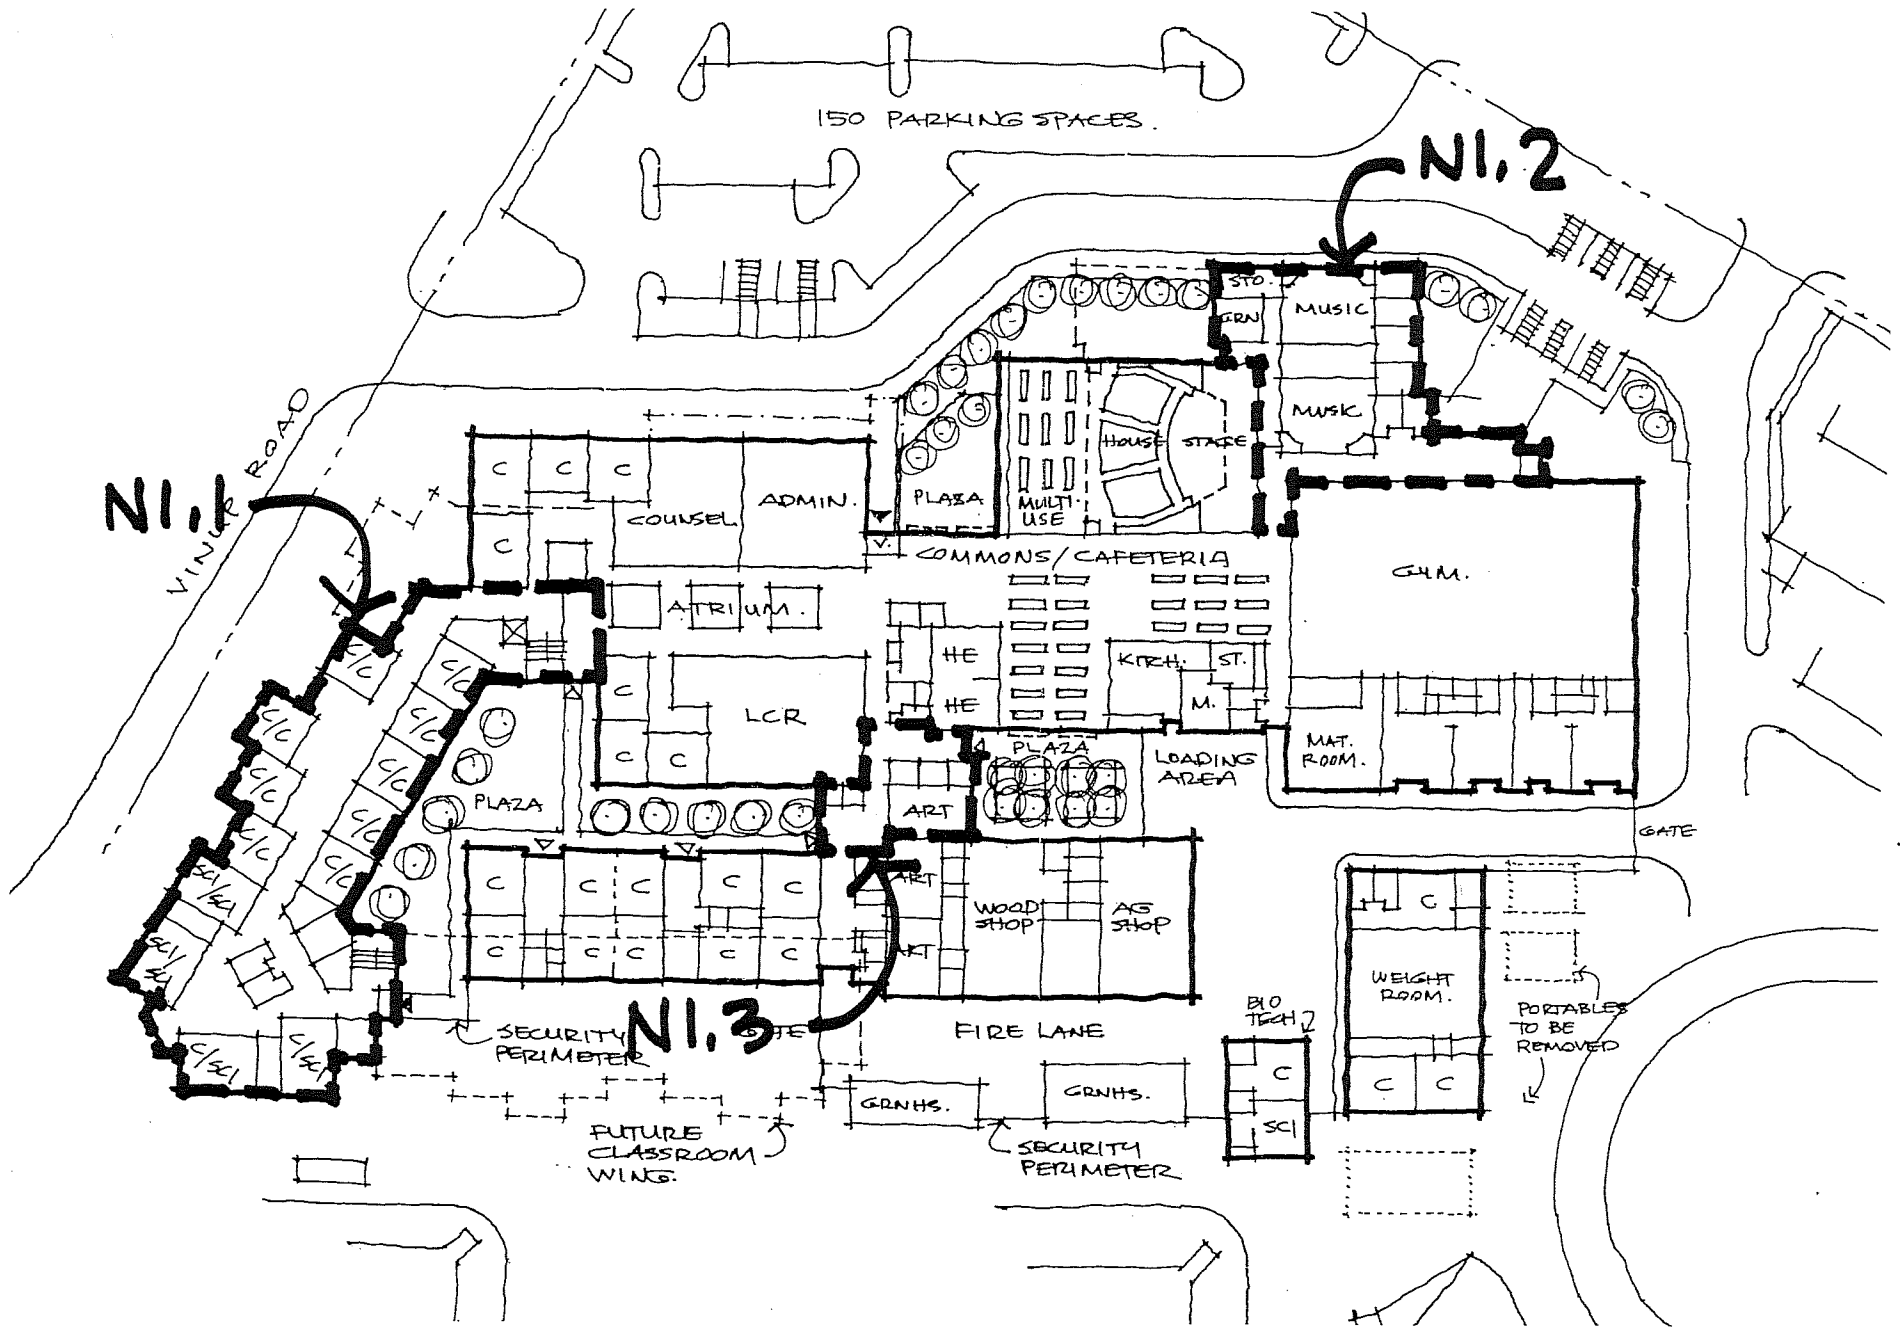 150 PARKING SPACES.
N1.2
STO.
GRN
MUSIC
MUSIC
VINUP ROAD
N1.1
C
C
C
C
COUNSEL
ADMIN.
PLAZA
MULTI-
USE
HOUSE
STAGE
COMMONS/CAFETERIA
GYM.
ATRIUM.
HE
HE
KITCH.
ST.
M.
C
C
C
LCR
PLAZA
LOADING
AREA
MAT.
ROOM.
C/C
C/C
C/C
C/C
C/C
C/C
C/C
C/C
C/C
SCI
/SCI
SCI/
SCI
C/SCI
C/SCI
PLAZA
ART
ART
ART
C
C
C
C
C
C
C
C
C
C
WOOD
SHOP
AG
SHOP
GATE
C
WEIGHT
ROOM.
C
C
PORTABLES
TO BE
REMOVED
SECURITY
PERIMETER
N1.3
FIRE LANE
BIO
TECH
C
SCI
GRNHS.
GRNHS.
FUTURE
CLASSROOM
WING.
SECURITY
PERIMETER